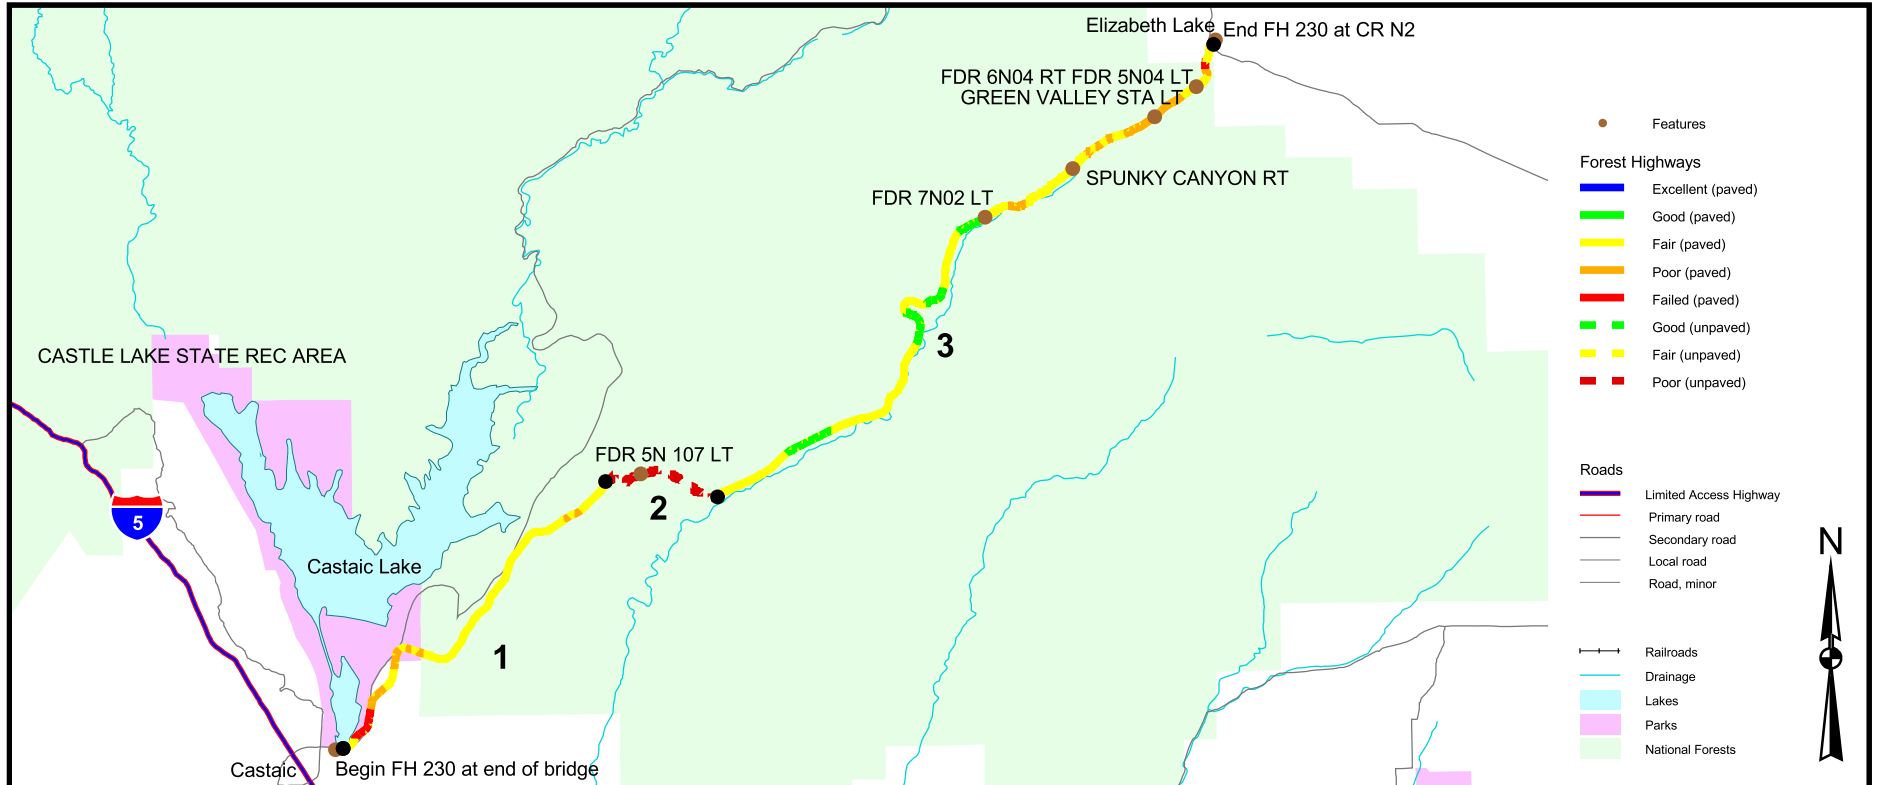 Elizabeth Lake
End FH 230 at CR N2
FDR 6N04 RT FDR 5N04 LT
GREEN VALLEY STA LT
SPUNKY CANYON RT
FDR 7N02 LT
3
CASTLE LAKE STATE REC AREA
FDR 5N 107 LT
2
5
Castaic Lake
1
Castaic
Begin FH 230 at end of bridge
Features
Forest Highways
Excellent (paved)
Good (paved)
Fair (paved)
Poor (paved)
Failed (paved)
Good (unpaved)
Fair (unpaved)
Poor (unpaved)
Roads
Limited Access Highway
Primary road
Secondary road
Local road
Road, minor
Railroads
Drainage
Lakes
Parks
National Forests
N